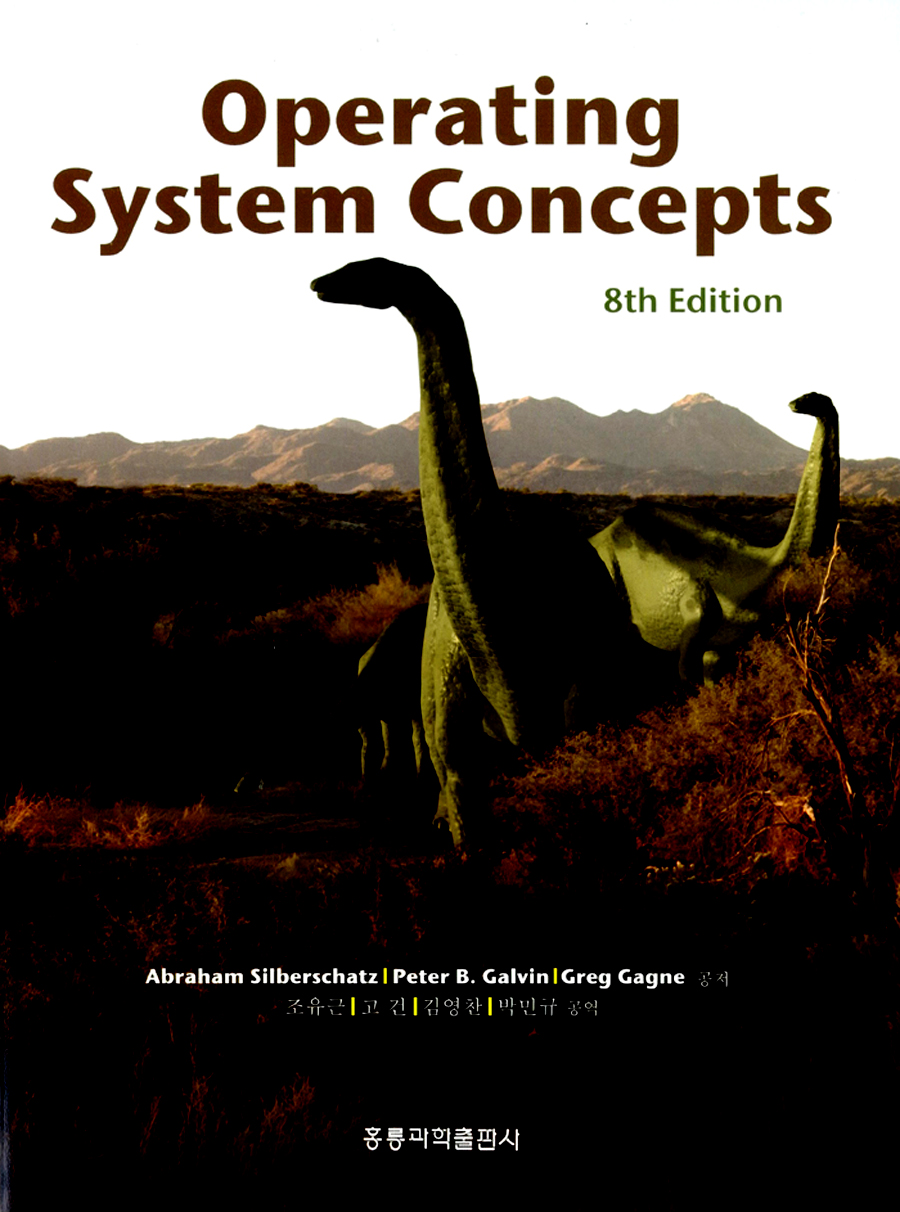 Operating
System Concepts
8th Edition
Abraham Silberschatz|Peter B. Galvin|Greg Gagne 공저
조유근|고 건|김영찬|박민규 공역
홍릉과학출판사